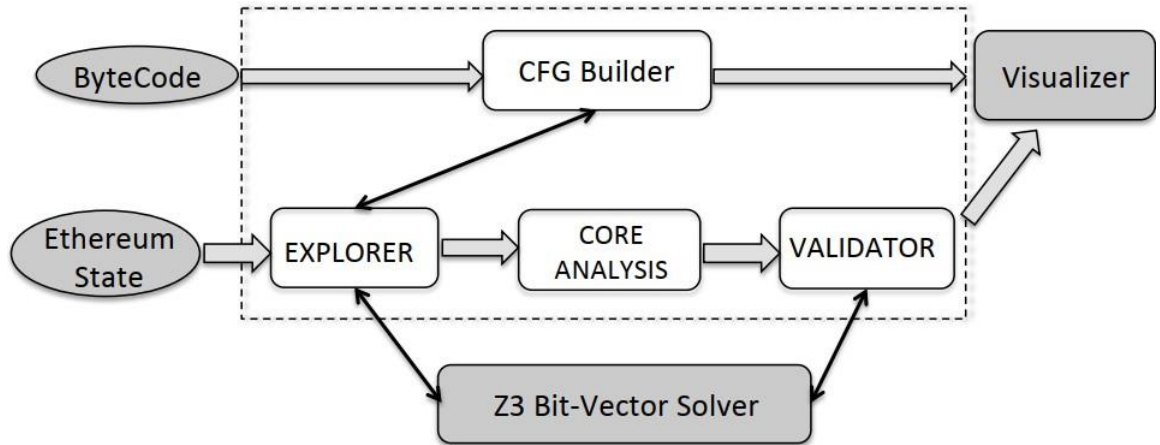 ByteCode
CFG Builder
Visualizer
Ethereum
State
EXPLORER
CORE
ANALYSIS
VALIDATOR
Z3 Bit-Vector Solver